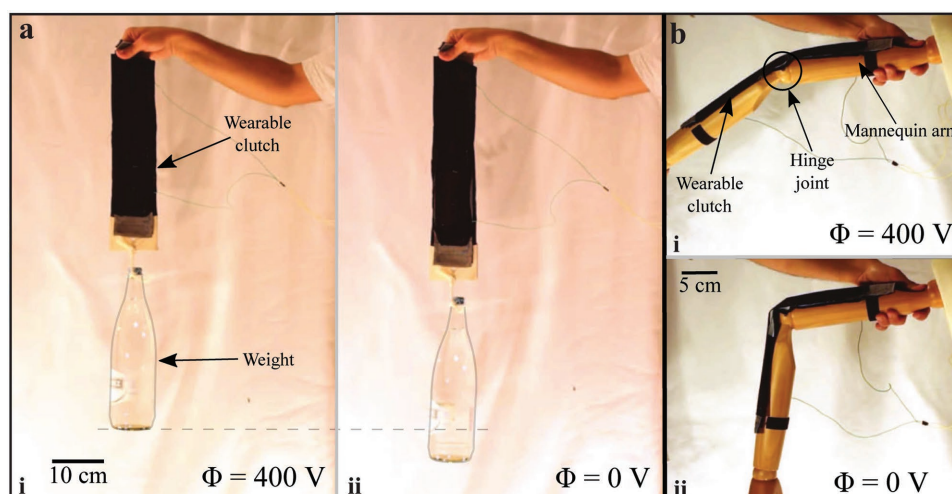 a
Wearable
clutch
Weight
i
10 cm
Φ = 400 V
ii
Φ = 0 V
b
Mannequin arm
Hinge
joint
Wearable
clutch
i
Φ = 400 V
5 cm
ii
Φ = 0 V